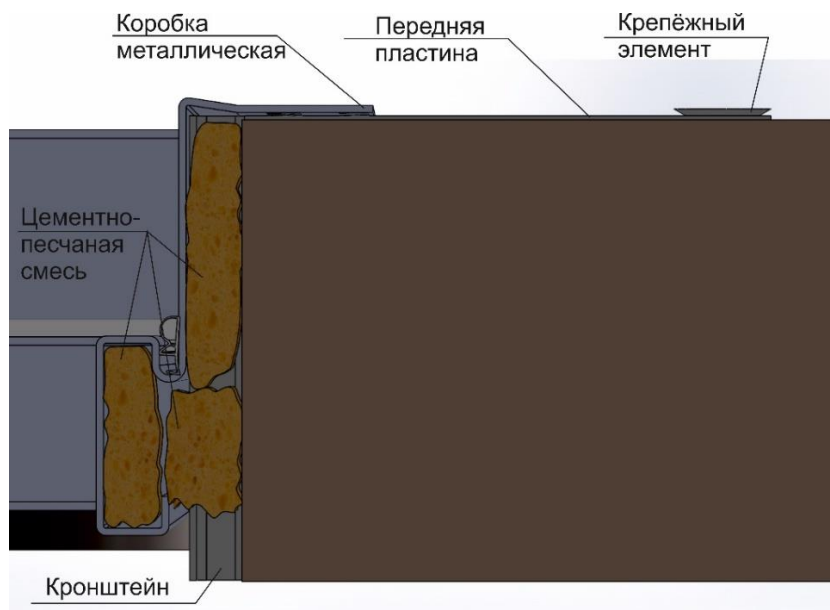 Коробка
металлическая
Передняя
пластина
Крепёжный
элемент
Цементно-
песчаная
смесь
Кронштейн